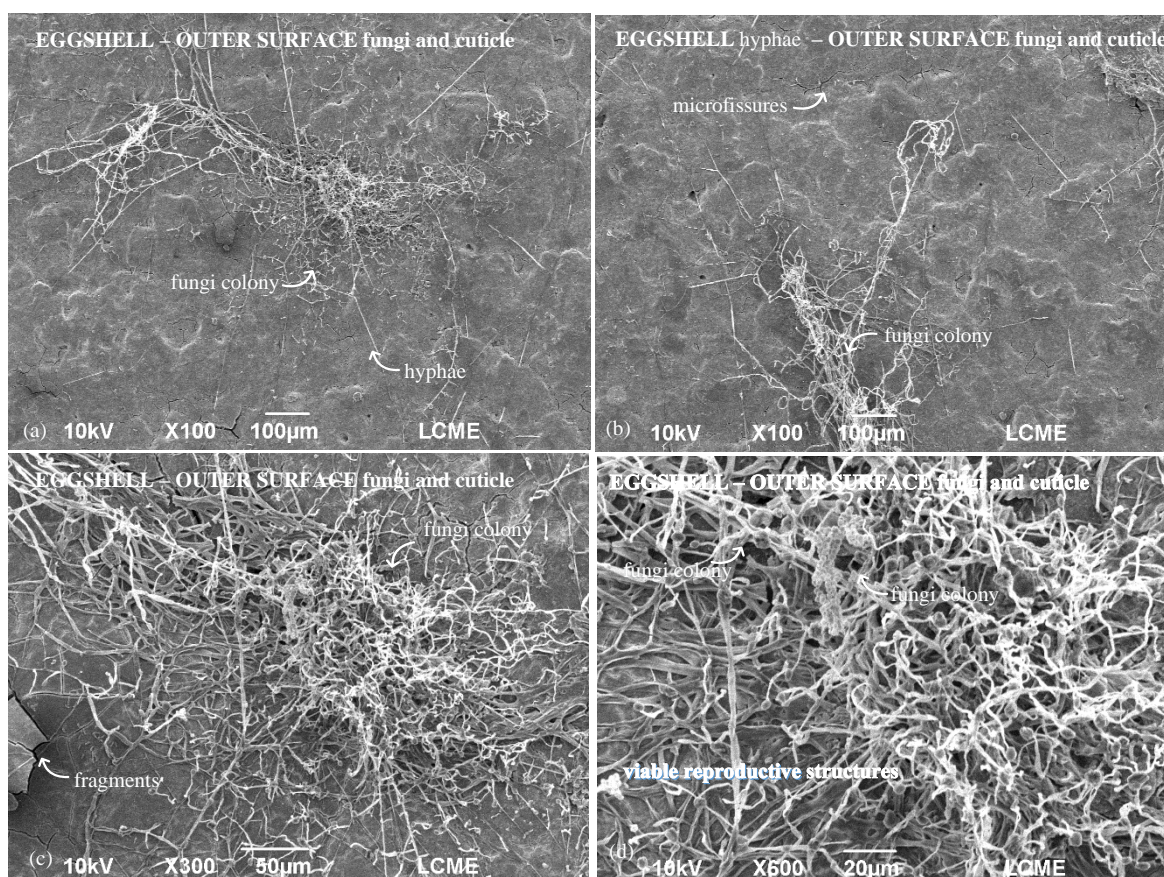 EGGSHELL – OUTER SURFACE fungi and cuticle
fungi colony
hyphae
(a) 10kV X100 100µm LCME
EGGSHELL hyphae – OUTER SURFACE fungi and cuticle
microfissures
fungi colony
(b) 10kV X100 100µm LCME
EGGSHELL – OUTER SURFACE fungi and cuticle
fungi colony
fragments
(c) 10kV X300 50µm LCME
EGGSHELL – OUTER SURFACE fungi and cuticle
fungi colony
fungi colony
viable reproductive structures
(d) 10kV X600 20µm LCME